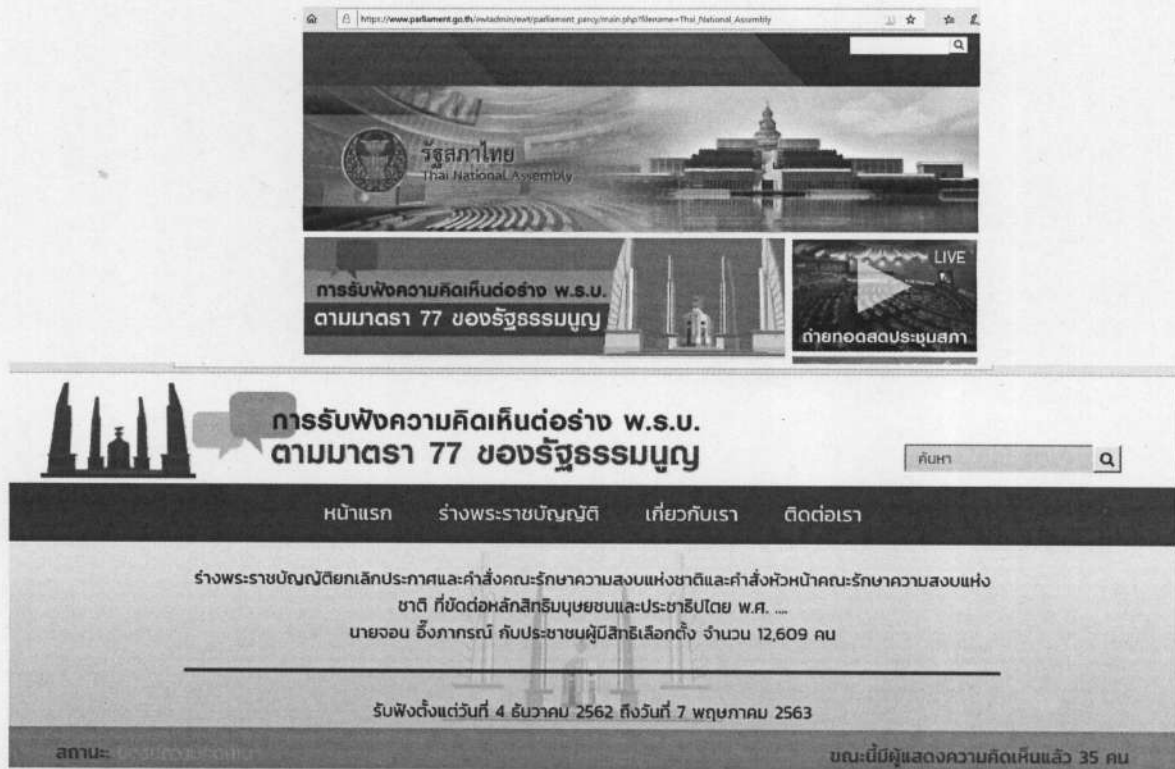 https://www.parliament.go.th/ewtadmin/ewt/parliament_parcy/main.php?filename=Thai_National_Assembly
รัฐสภาไทย
Thai National Assembly
การรับฟังความคิดเห็นต่อร่าง พ.ร.บ.
ตามมาตรา 77 ของรัฐธรรมนูญ
LIVE
ถ่ายทอดสดประชุมสภา
การรับฟังความคิดเห็นต่อร่าง พ.ร.บ.
ตามมาตรา 77 ของรัฐธรรมนูญ
ค้นหา
หน้าแรก ร่างพระราชบัญญัติ เกี่ยวกับเรา ติดต่อเรา
ร่างพระราชบัญญัติยกเลิกประกาศและคำสั่งคณะรักษาความสงบแห่งชาติและคำสั่งหัวหน้าคณะรักษาความสงบแห่ง
ชาติ ที่ขัดต่อหลักสิทธิมนุษยชนและประชาธิปไตย พ.ศ. ....
นายจอน อึ๊งภากรณ์ กับประชาชนผู้มีสิทธิเลือกตั้ง จำนวน 12,609 คน
รับฟังตั้งแต่วันที่ 4 ธันวาคม 2562 ถึงวันที่ 7 พฤษภาคม 2563
สถานะ:
ขณะนี้มีผู้แสดงความคิดเห็นแล้ว 35 คน